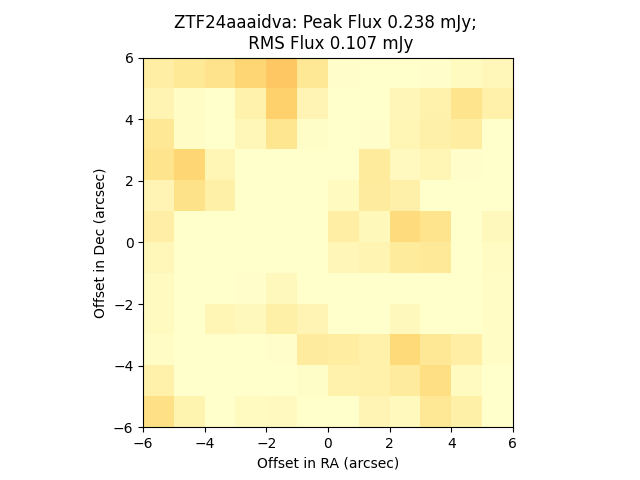 ZTF24aaaidva: Peak Flux 0.238 mJy;
RMS Flux 0.107 mJy
6
4
2
0
−2
−4
−6
Offset in Dec (arcsec)
−6 −4 −2 0 2 4 6
Offset in RA (arcsec)